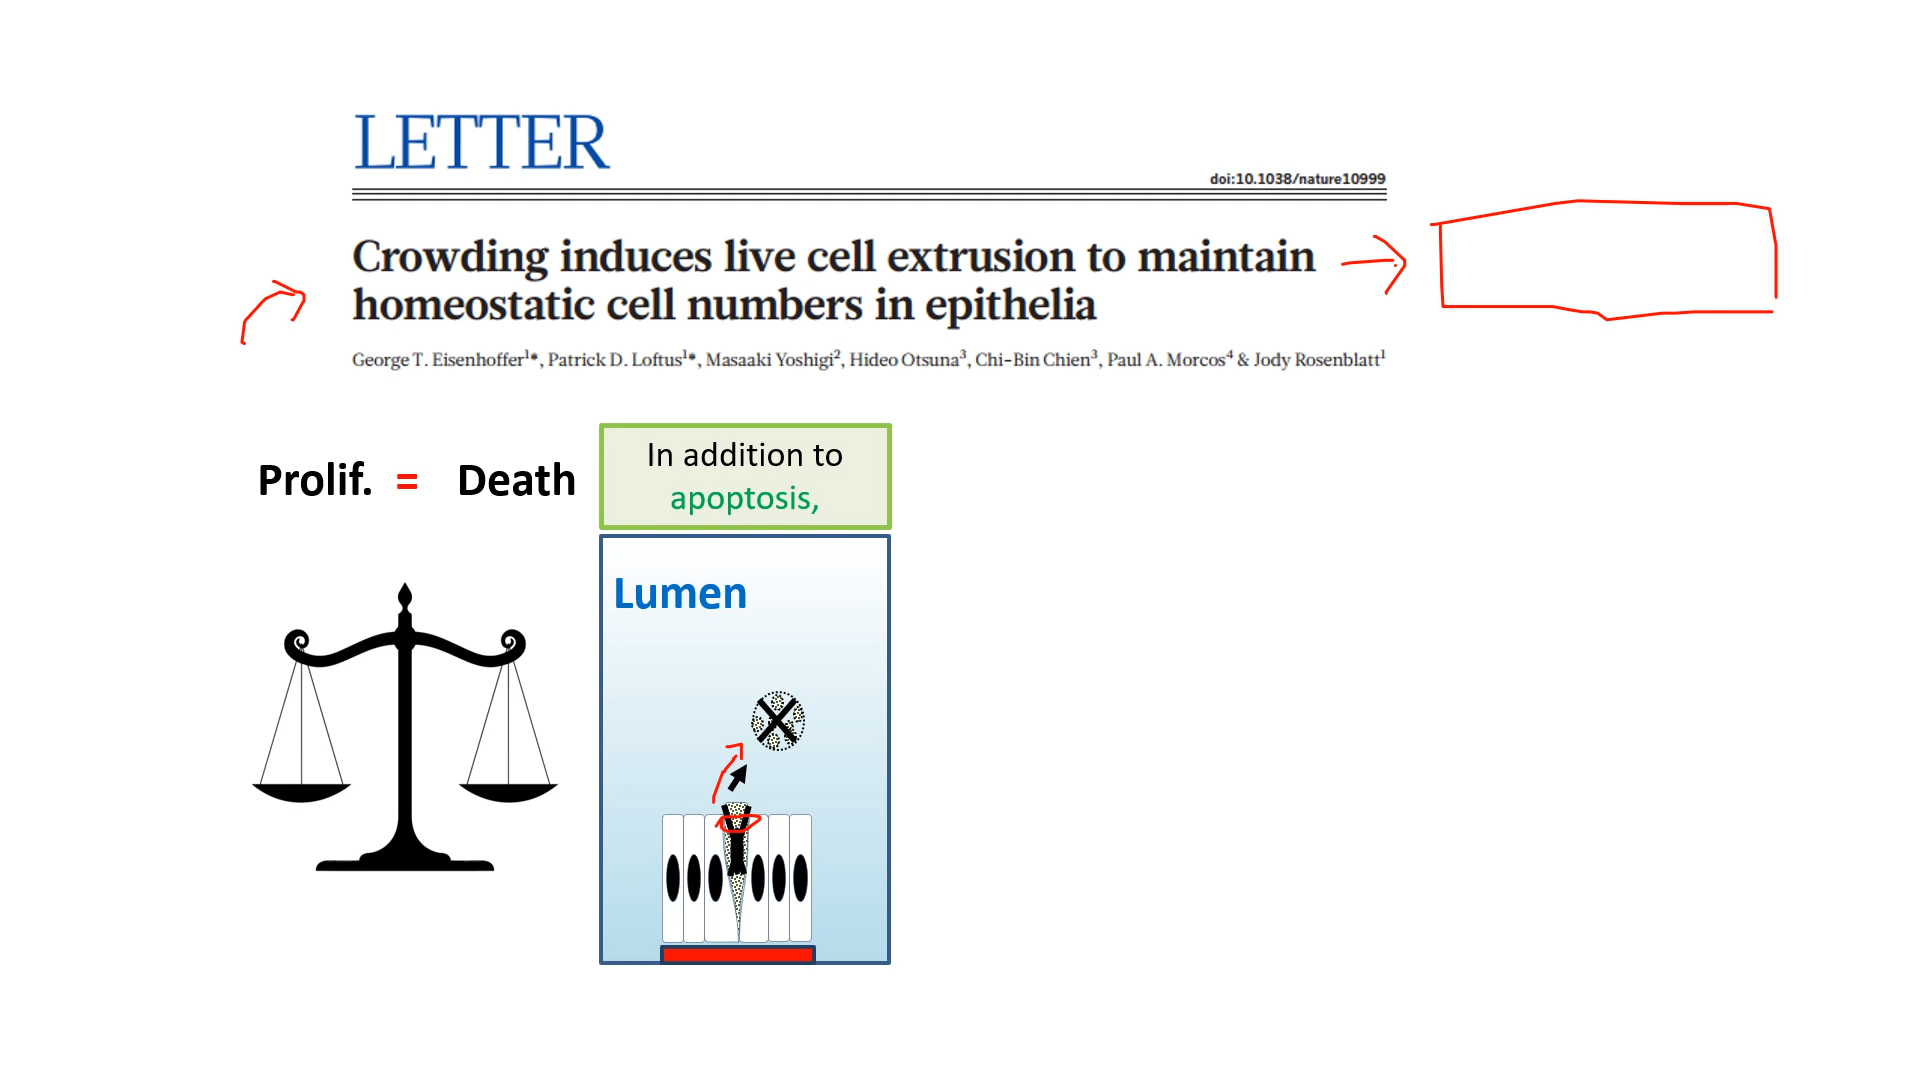 LETTER
doi:10.1038/nature10999
Crowding induces live cell extrusion to maintain
homeostatic cell numbers in epithelia
George T. Eisenhoffer¹*, Patrick D. Loftus¹*, Masaaki Yoshigi², Hideo Otsuna³, Chi-Bin Chien³, Paul A. Morcos⁴ & Jody Rosenblatt¹
Prolif. = Death
In addition to
apoptosis,
Lumen